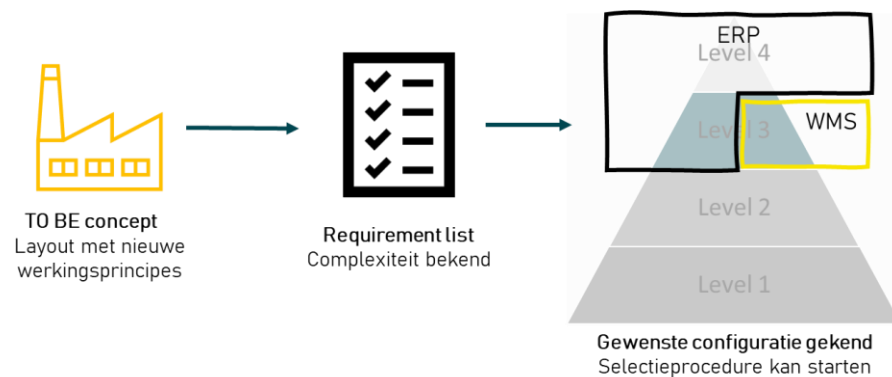 TO BE concept
Layout met nieuwe
werkingsprincipes
Requirement list
Complexiteit bekend
ERP
Level 4
Level 3
WMS
Level 2
Level 1
Gewenste configuratie gekend
Selectieprocedure kan starten